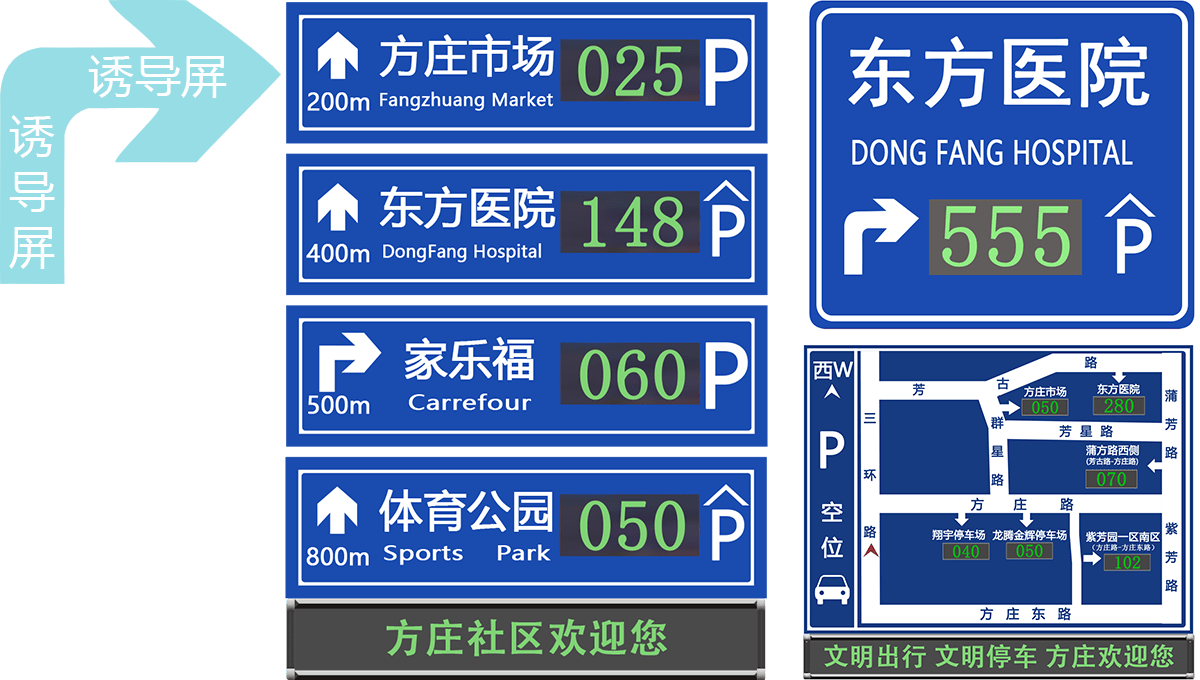 诱导屏
诱导屏
方庄市场 025 P
200m Fangzhuang Market
东方医院 148 P
400m DongFang Hospital
家乐福 060 P
500m Carrefour
体育公园 050 P
800m Sports Park
方庄社区欢迎您
东方医院
DONG FANG HOSPITAL
555 P
西W
P
空位
三环路
芳古路
方庄市场
050
东方医院
280
蒲芳路
群星路
芳星路
蒲方路西侧
(芳古路-方庄路)
070
方庄路
翔宇停车场
040
龙腾金辉停车场
050
紫芳园一区南区
(方庄路-方庄东路)
102
紫芳路
方庄东路
文明出行 文明停车 方庄欢迎您